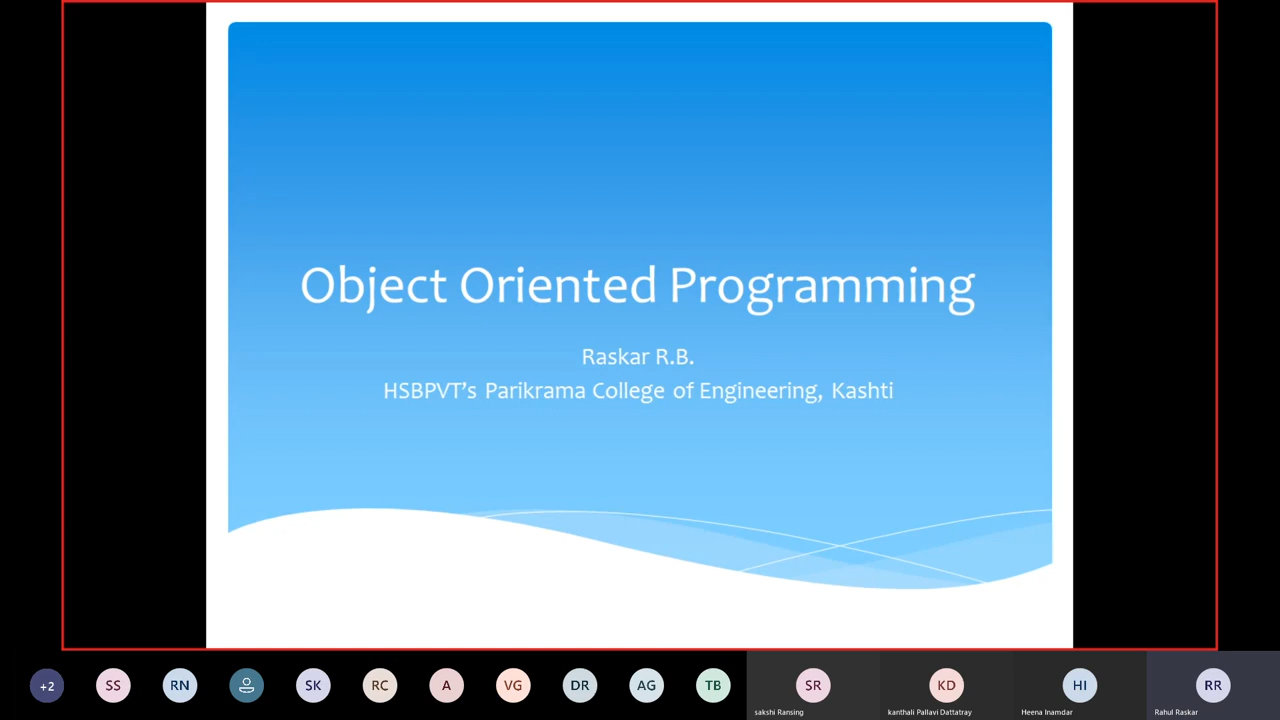 Object Oriented Programming
Raskar R.B.
HSBPVT’s Parikrama College of Engineering, Kashti
+2 SS RN SK RC A VG DR AG TB SR KD HI RR
sakshi Ransing kanthali Pallavi Dattatray Heena Inamdar Rahul Raskar